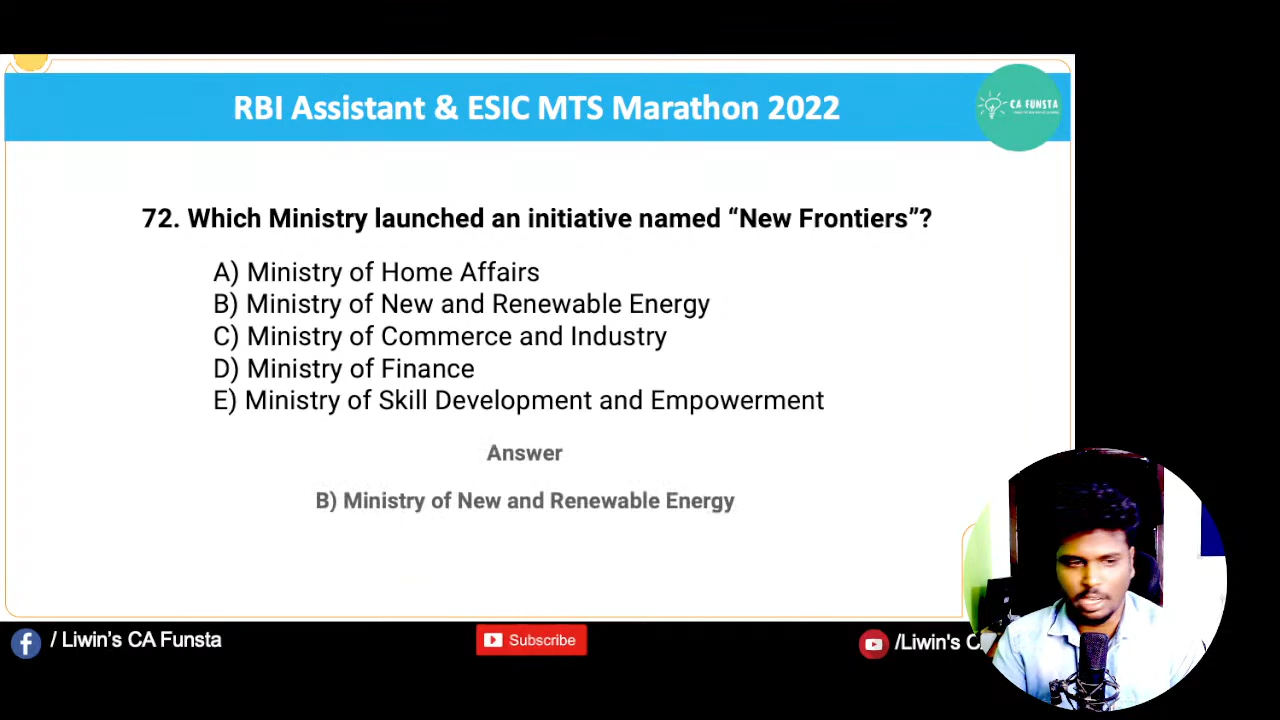 RBI Assistant & ESIC MTS Marathon 2022
CA FUNSTA
72. Which Ministry launched an initiative named “New Frontiers”?
A) Ministry of Home Affairs
B) Ministry of New and Renewable Energy
C) Ministry of Commerce and Industry
D) Ministry of Finance
E) Ministry of Skill Development and Empowerment
Answer
B) Ministry of New and Renewable Energy
/ Liwin's CA Funsta
Subscribe
/Liwin's